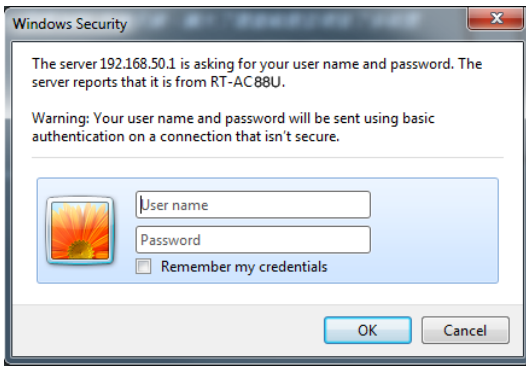 Windows Security
The server 192.168.50.1 is asking for your user name and password. The
server reports that it is from RT-AC88U.
Warning: Your user name and password will be sent using basic
authentication on a connection that isn't secure.
User name
Password
Remember my credentials
OK
Cancel